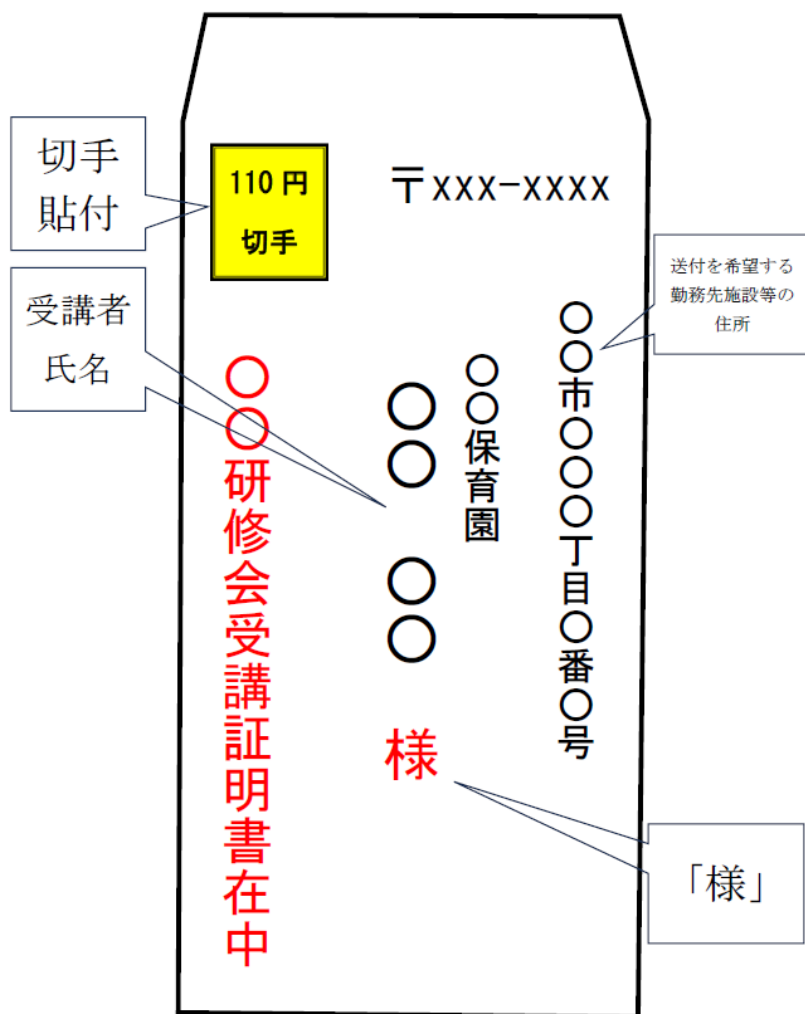 切手
貼付
110円
切手
〒xxx-xxxx
送付を希望する
勤務先施設等の
住所
〇〇市〇〇〇丁目〇番〇号
〇〇保育園
受講者
氏名
〇〇 〇〇 様
〇〇研修会受講証明書在中
「様」